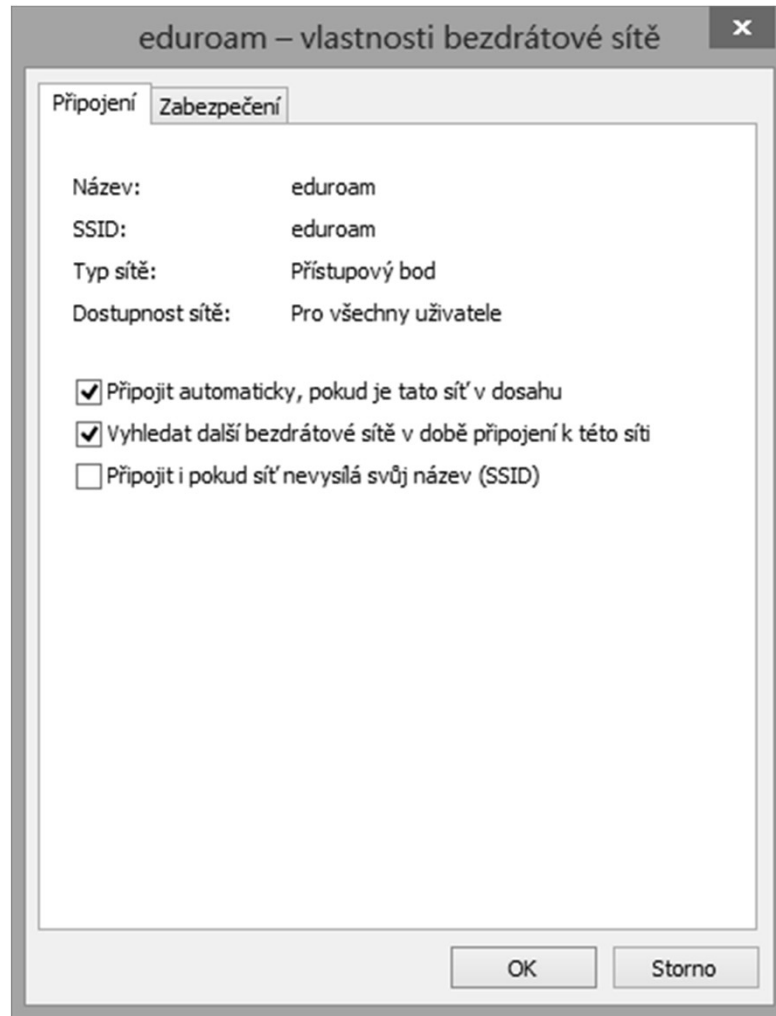 eduroam – vlastnosti bezdrátové sítě
x
Připojení Zabezpečení
Název: eduroam
SSID: eduroam
Typ sítě: Přístupový bod
Dostupnost sítě: Pro všechny uživatele
Připojit automaticky, pokud je tato síť v dosahu
Vyhledat další bezdrátové sítě v době připojení k této síti
Připojit i pokud síť nevysílá svůj název (SSID)
OK Storno